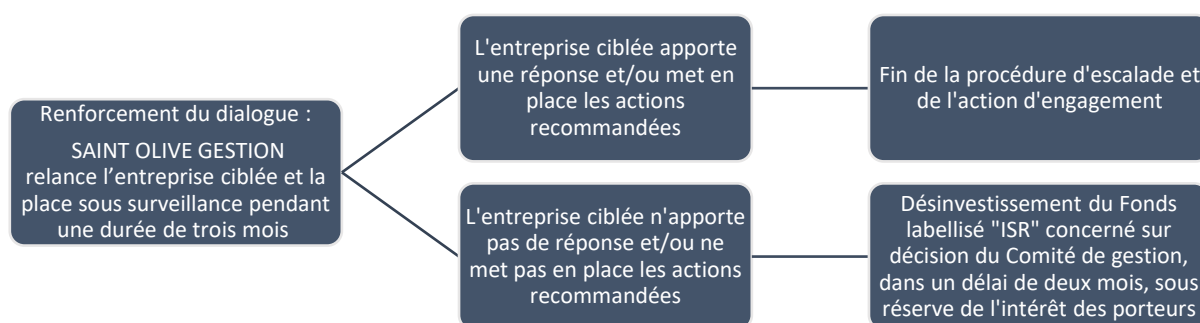 Renforcement du dialogue :
SAINT OLIVE GESTION
relance l’entreprise ciblée et la
place sous surveillance pendant
une durée de trois mois
L'entreprise ciblée apporte
une réponse et/ou met en
place les actions
recommandées
Fin de la procédure d'escalade et
de l'action d'engagement
L'entreprise ciblée n'apporte
pas de réponse et/ou ne
met pas en place les actions
recommandées
Désinvestissement du Fonds
labellisé "ISR" concerné sur
décision du Comité de gestion,
dans un délai de deux mois, sous
réserve de l'intérêt des porteurs